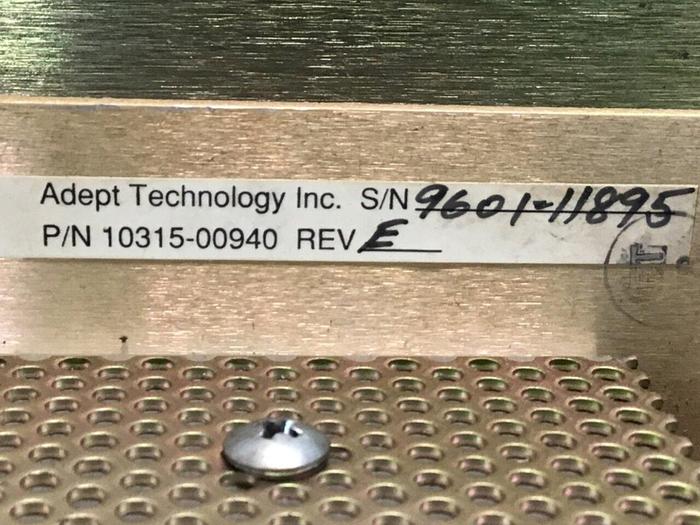 Adept Technology Inc. S/N 9601-11895
P/N 10315-00940 REV E